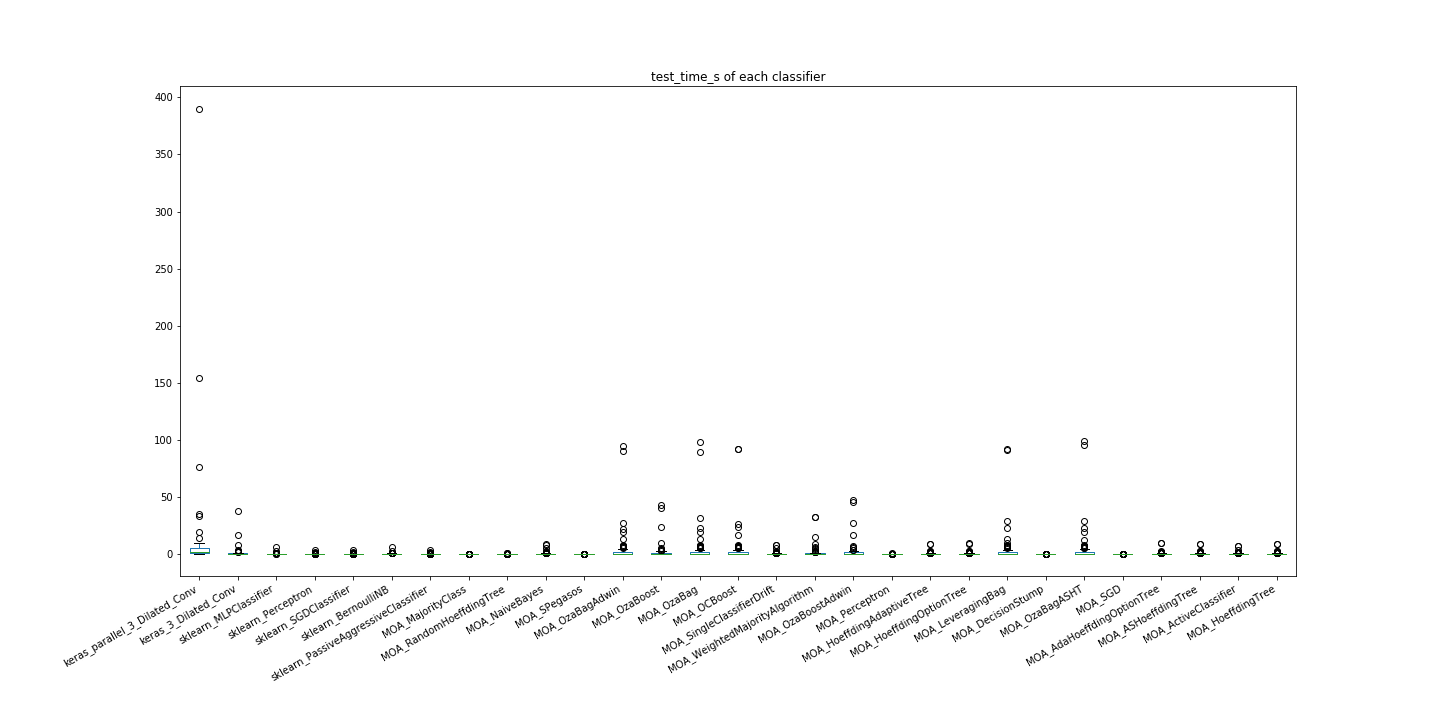 test_time_s of each classifier
400
350
300
250
200
150
100
50
0
keras_parallel_3_Dilated_Conv
keras_3_Dilated_Conv
sklearn_MLPClassifier
sklearn_Perceptron
sklearn_SGDClassifier
sklearn_BernoulliNB
sklearn_PassiveAggressiveClassifier
MOA_MajorityClass
MOA_RandomHoeffdingTree
MOA_NaiveBayes
MOA_SPegasos
MOA_OzaBagAdwin
MOA_OzaBoost
MOA_OzaBag
MOA_OCBoost
MOA_SingleClassifierDrift
MOA_WeightedMajorityAlgorithm
MOA_OzaBoostAdwin
MOA_Perceptron
MOA_HoeffdingAdaptiveTree
MOA_HoeffdingOptionTree
MOA_LeveragingBag
MOA_DecisionStump
MOA_OzaBagASHT
MOA_SGD
MOA_AdaHoeffdingOptionTree
MOA_ASHoeffdingTree
MOA_ActiveClassifier
MOA_HoeffdingTree